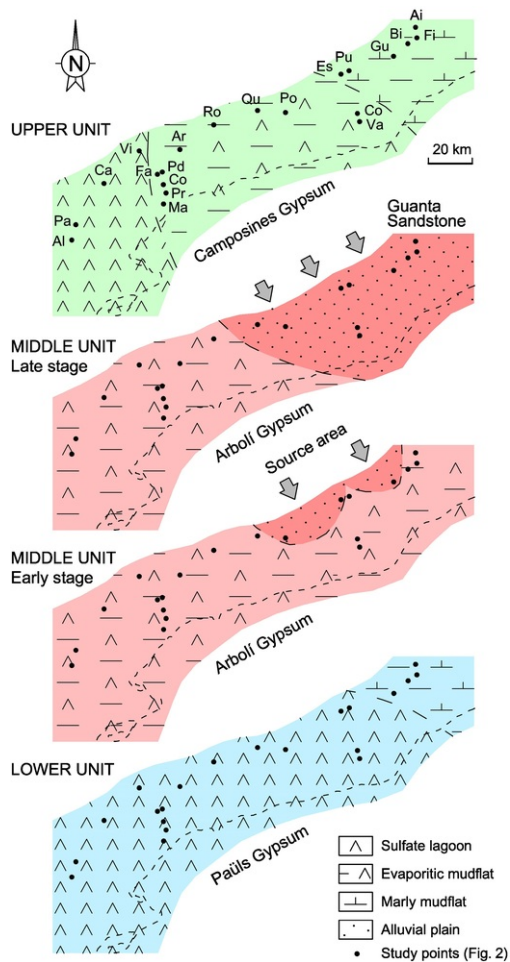 N
UPPER UNIT
Ai
Bi
Fi
Pu
Gu
Es
Qu
Po
Co
Va
Ro
Ar
Vi
Fa
Pd
Ca
Co
Pr
Ma
Pa
Al
20 km
Camposines Gypsum
Guanta
Sandstone
MIDDLE UNIT
Late stage
Arbolí Gypsum
Source area
MIDDLE UNIT
Early stage
Arbolí Gypsum
LOWER UNIT
Paüls Gypsum
Sulfate lagoon
Evaporitic mudflat
Marly mudflat
Alluvial plain
Study points (Fig. 2)